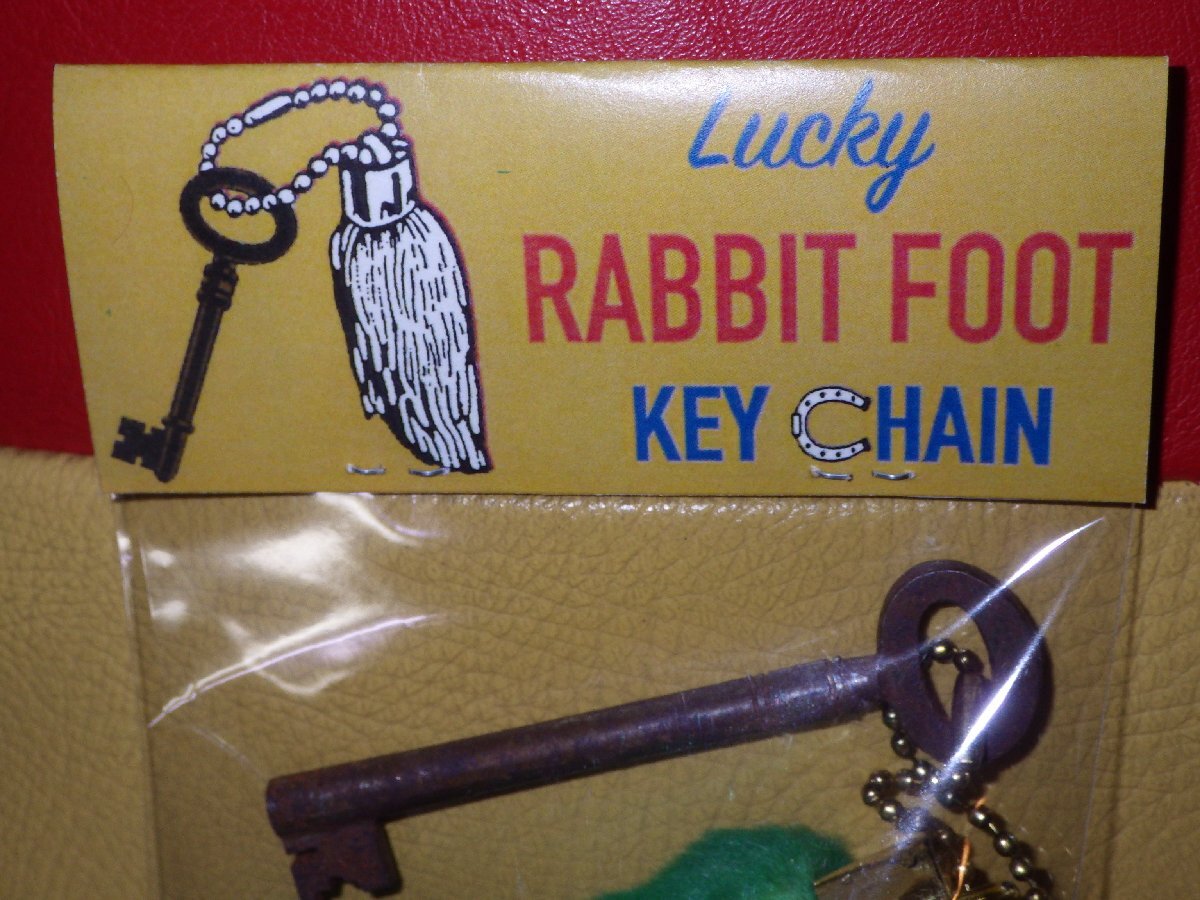 Lucky
RABBIT FOOT
KEY CHAIN